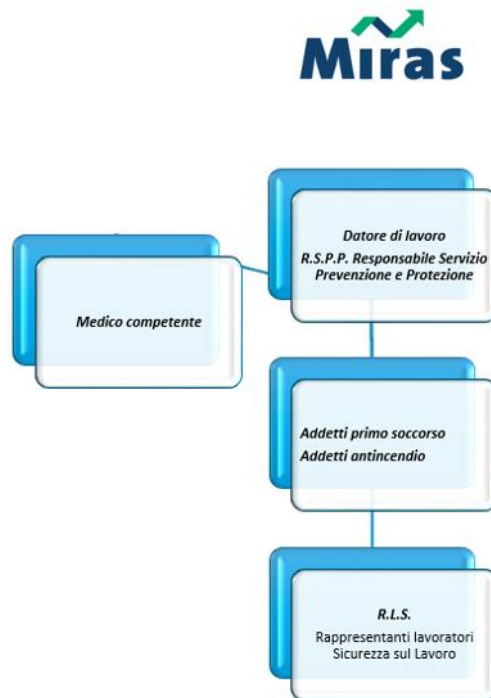 Miras
Datore di lavoro
R.S.P.P. Responsabile Servizio
Prevenzione e Protezione
Medico competente
Addetti primo soccorso
Addetti antincendio
R.L.S.
Rappresentanti lavoratori
Sicurezza sul Lavoro